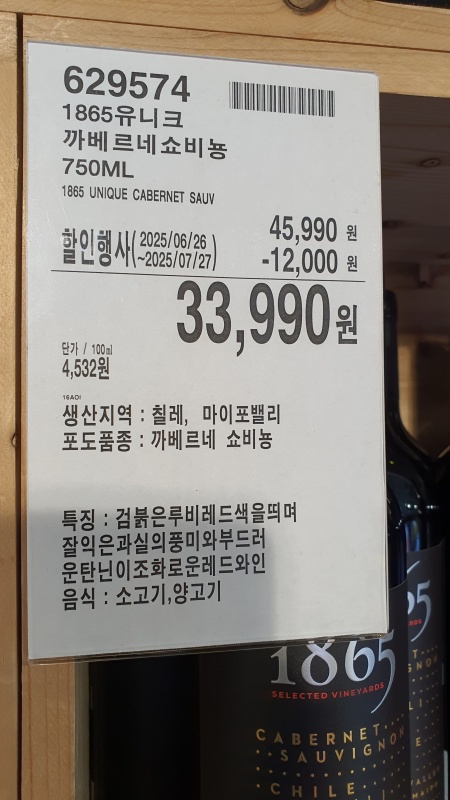 629574
1865유니크
까베르네쇼비뇽
750ML
1865 UNIQUE CABERNET SAUV
45,990 원
할인행사(2025/06/26 ~2025/07/27) -12,000 원
33,990원
단가 / 100㎖
4,532원
16AOI
생산지역 : 칠레, 마이포밸리
포도품종 : 까베르네 쇼비뇽
특징 : 검붉은루비레드색을띄며
잘익은과실의풍미와부드러
운탄닌이조화로운레드와인
음식 : 소고기,양고기
1865
SELECTED VINEYARDS
CABERNET
SAUVIGNON
CHILE